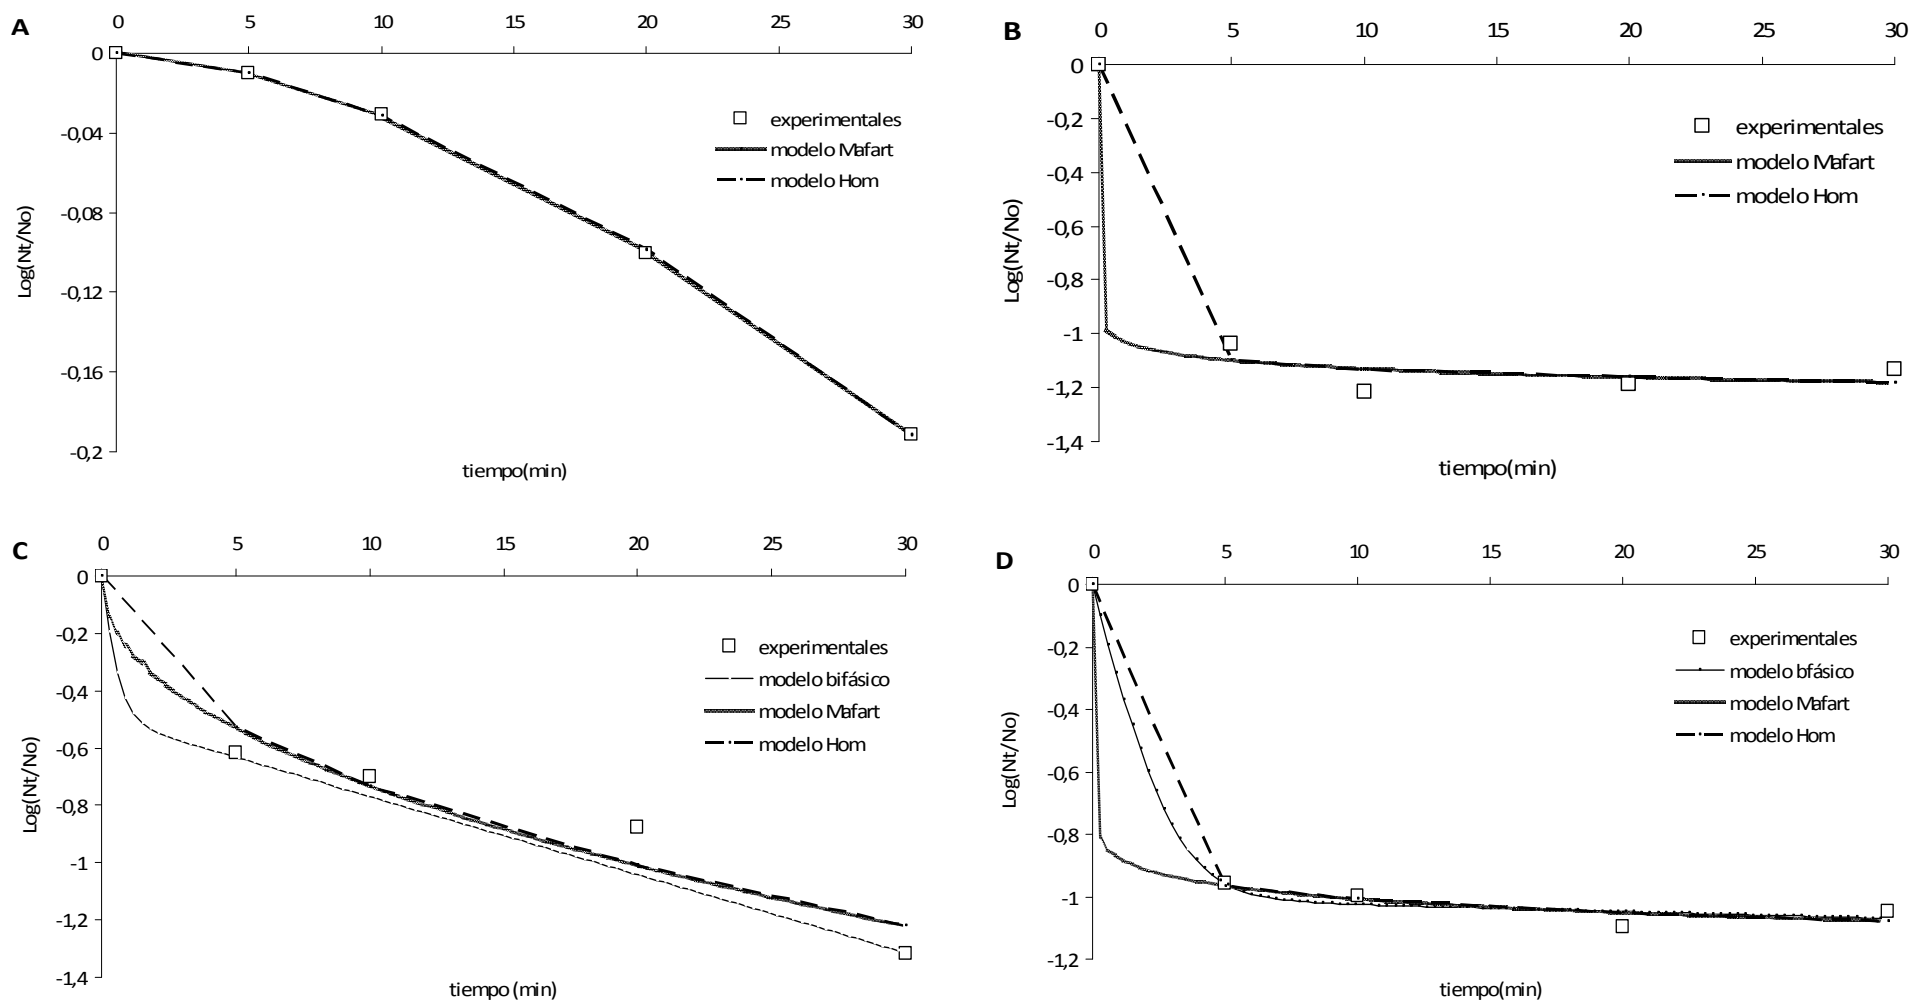 A
0 5 10 15 20 25 30
0
-0,04
-0,08
-0,12
-0,16
-0,2
Log(Nt/No)
experimentales
modelo Mafart
modelo Hom
tiempo(min)
B
0 5 10 15 20 25 30
0
-0,2
-0,4
-0,6
-0,8
-1
-1,2
-1,4
Log(Nt/No)
experimentales
modelo Mafart
modelo Hom
tiempo(min)
C
0 5 10 15 20 25 30
0
-0,2
-0,4
-0,6
-0,8
-1
-1,2
-1,4
Log(Nt/No)
experimentales
modelo bifásico
modelo Mafart
modelo Hom
tiempo (min)
D
0 5 10 15 20 25 30
0
-0,2
-0,4
-0,6
-0,8
-1
-1,2
Log(Nt/No)
experimentales
modelo bfásico
modelo Mafart
modelo Hom
tiempo(min)